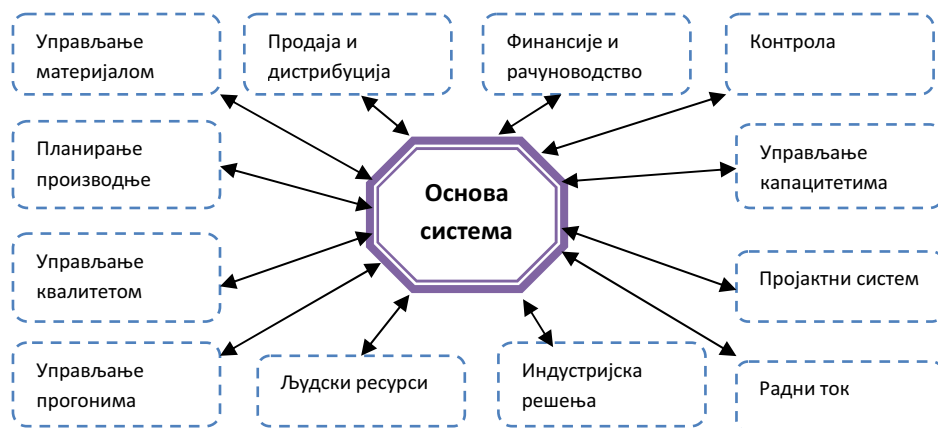 Управљање
материјалом
Продаја и
дистрибуција
Финансије и
рачуноводство
Контрола
Планирање
производње
Основа
система
Управљање
капацитетима
Управљање
квалитетом
Пројактни систем
Управљање
прогонима
Људски ресурси
Индустријска
решења
Радни ток